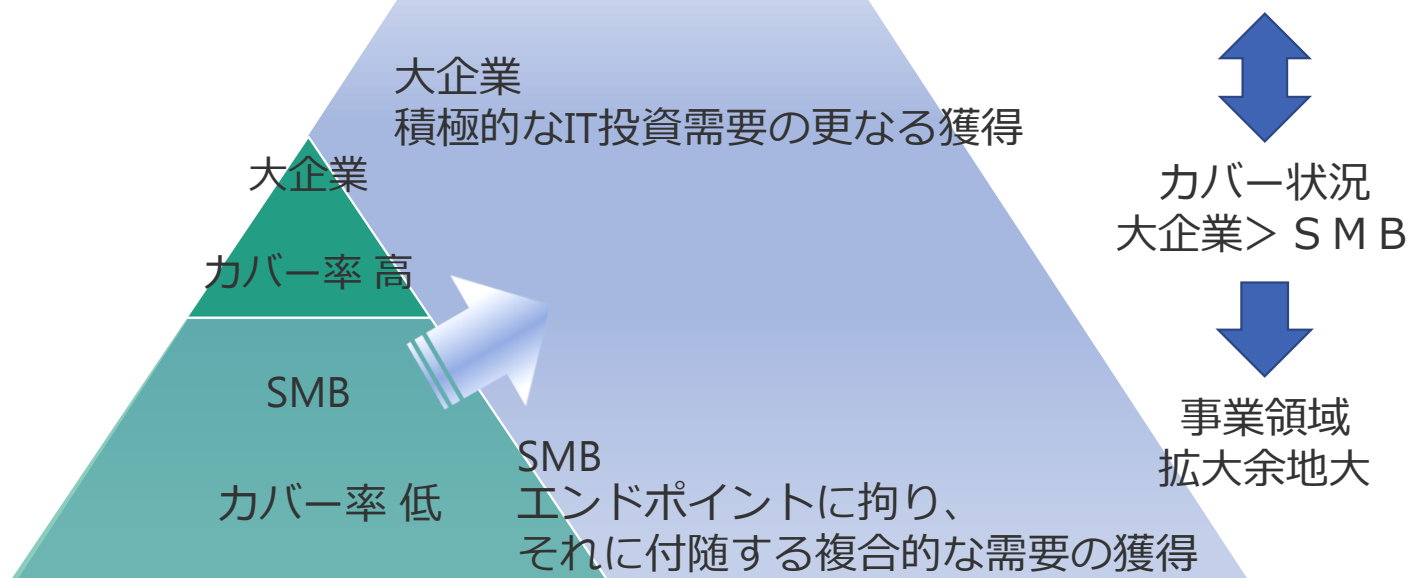 大企業
積極的なIT投資需要の更なる獲得
大企業
カバー率 高
SMB
カバー率 低
SMB
エンドポイントに拘り、
それに付随する複合的な需要の獲得
カバー状況
大企業＞ＳＭＢ
事業領域
拡大余地大